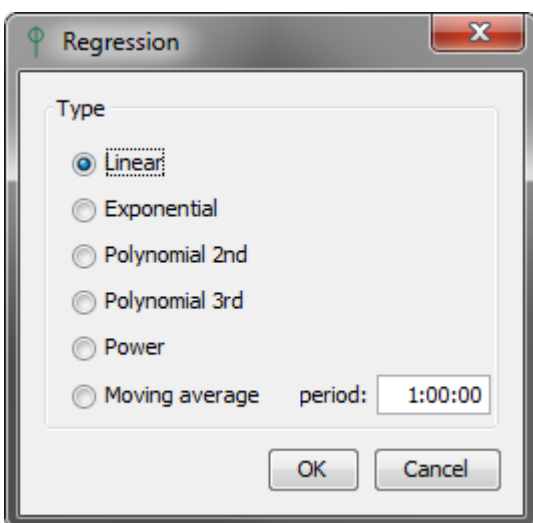 Regression
Type
Linear
Exponential
Polynomial 2nd
Polynomial 3rd
Power
Moving average period: 1:00:00
OK Cancel